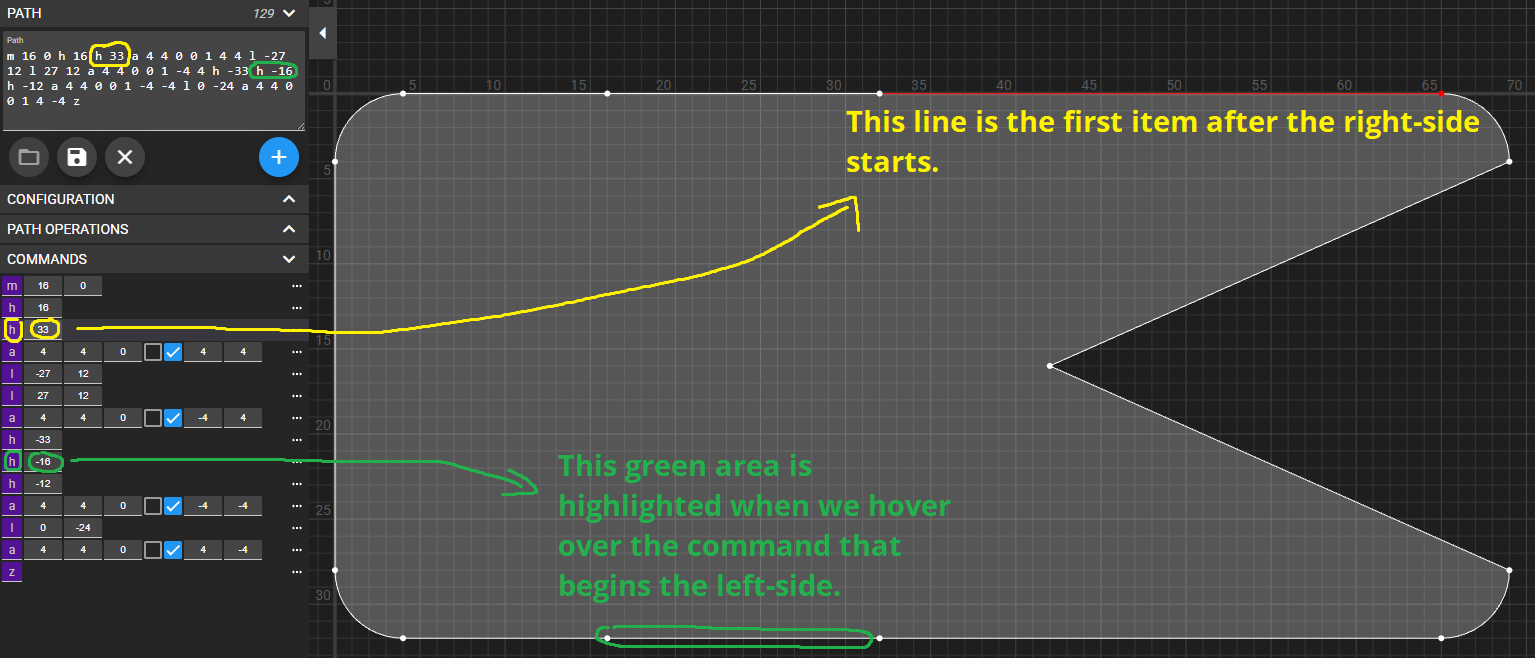 PATH 129
Path
m 16 0 h 16 h 33 a 4 4 0 0 1 4 4 l -27
12 l 27 12 a 4 4 0 0 1 -4 4 h -33 h -16
h -12 a 4 4 0 0 1 -4 -4 l 0 -24 a 4 4 0
0 1 4 -4 z
CONFIGURATION
PATH OPERATIONS
COMMANDS
m 16 0
h 16
h 33
a 4 4 0 4 4
l -27 12
l 27 12
a 4 4 0 -4 4
h -33
h -16
h -12
a 4 4 0 -4 -4
l 0 -24
a 4 4 0 4 -4
z
0 5 10 15 20 25 30 35 40 45 50 55 60 65 70
5
10
15
20
25
30
This line is the first item after the right-side
starts.
This green area is
highlighted when we hover
over the command that
begins the left-side.